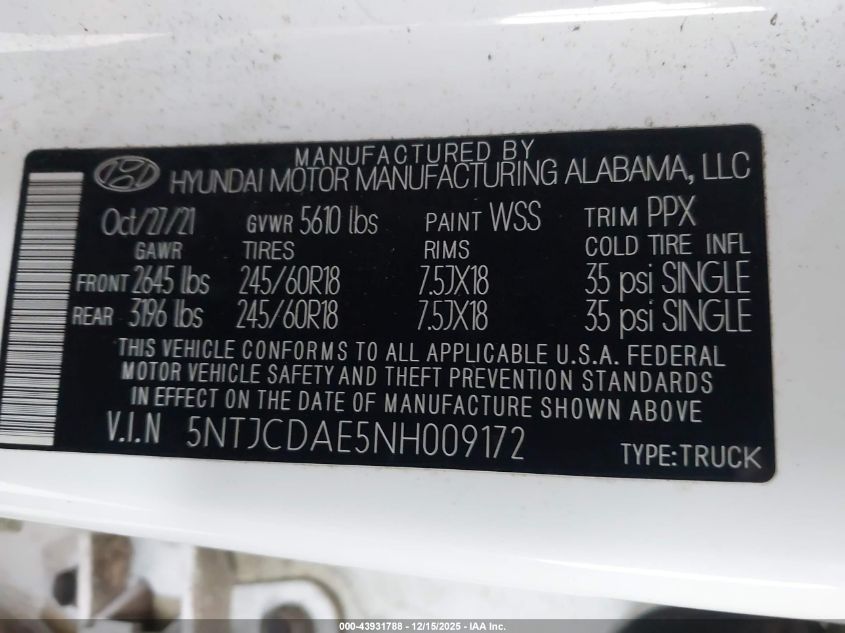 MANUFACTURED BY
HYUNDAI MOTOR MANUFACTURING ALABAMA, LLC
Oct/27/21 GVWR 5610 lbs PAINT WSS TRIM PPX
GAWR TIRES RIMS COLD TIRE INFL
FRONT 2645 lbs 245/60R18 7.5JX18 35 psi SINGLE
REAR 3196 lbs 245/60R18 7.5JX18 35 psi SINGLE
THIS VEHICLE CONFORMS TO ALL APPLICABLE U.S.A. FEDERAL
MOTOR VEHICLE SAFETY AND THEFT PREVENTION STANDARDS
IN EFFECT ON THE DATE OF MANUFACTURE SHOWN ABOVE
V.I.N 5NTJCDAE5NH009172
TYPE:TRUCK
000-43931788 - 12/15/2025 - IAA Inc.